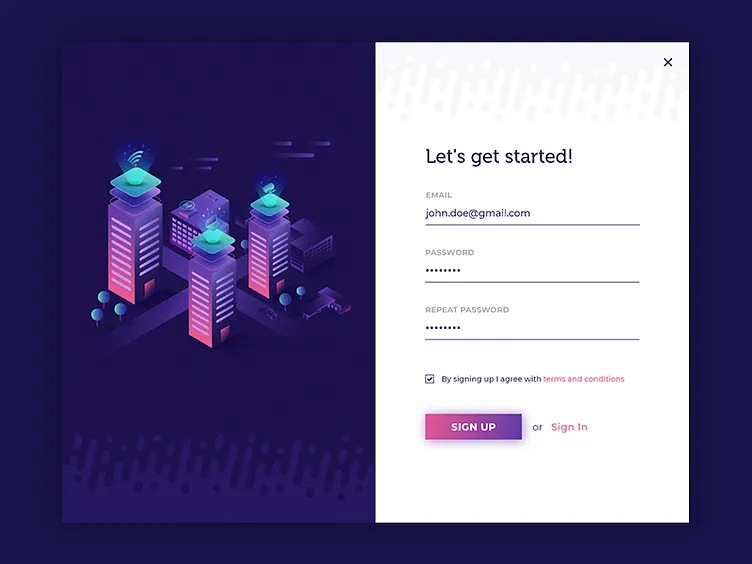 Let's get started!
EMAIL
john.doe@gmail.com
PASSWORD
••••••••
REPEAT PASSWORD
••••••••
By signing up I agree with terms and conditions
SIGN UP or Sign In